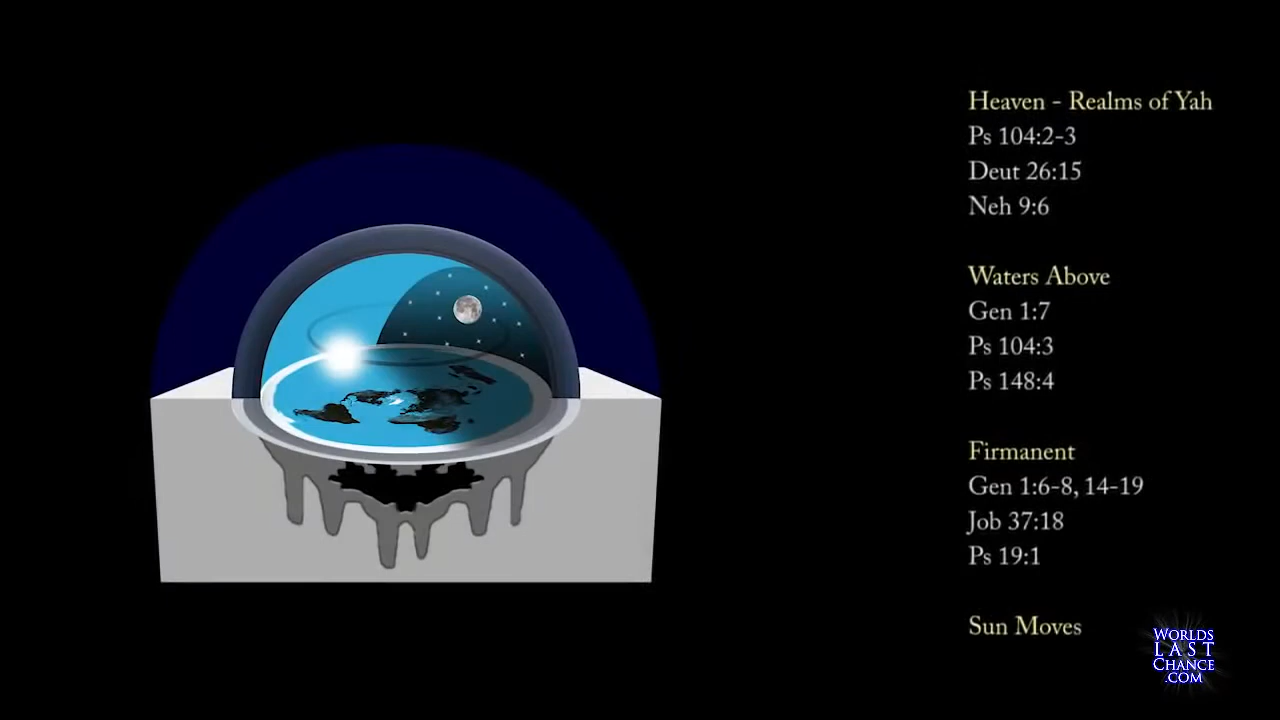 Heaven - Realms of Yah
Ps 104:2-3
Deut 26:15
Neh 9:6
Waters Above
Gen 1:7
Ps 104:3
Ps 148:4
Firmanent
Gen 1:6-8, 14-19
Job 37:18
Ps 19:1
Sun Moves
WORLDS
LAST
CHANCE
.COM